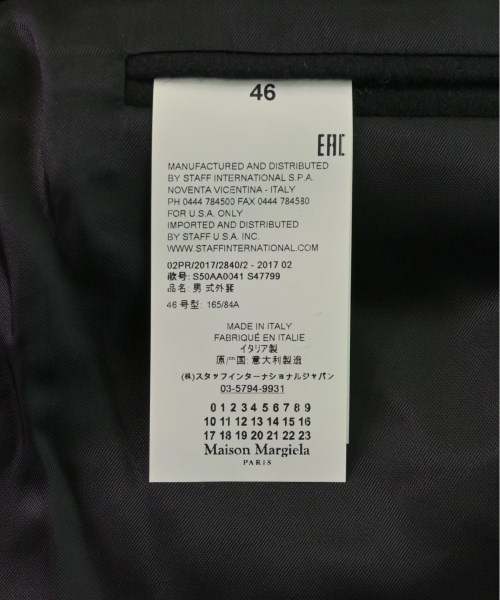 46
EAC
MANUFACTURED AND DISTRIBUTED
BY STAFF INTERNATIONAL S.P.A.
NOVENTA VICENTINA - ITALY
PH 0444 784500 FAX 0444 784580
FOR U.S.A. ONLY
IMPORTED AND DISTRIBUTED
BY STAFF U.S.A. INC.
WWW.STAFFINTERNATIONAL.COM
02PR/2017/2840/2 - 2017 02
款号: S50AA0041 S47799
品名: 男式外套
46 号型: 165/84A
MADE IN ITALY
FABRIQUÉ EN ITALIE
イタリア製
原产国: 意大利製造
(株)スタッフインターナショナルジャパン
03-5794-9931
0 1 2 3 4 5 6 7 8 9
10 11 12 13 14 15 16
17 18 19 20 21 22 23
Maison Margiela
PARIS